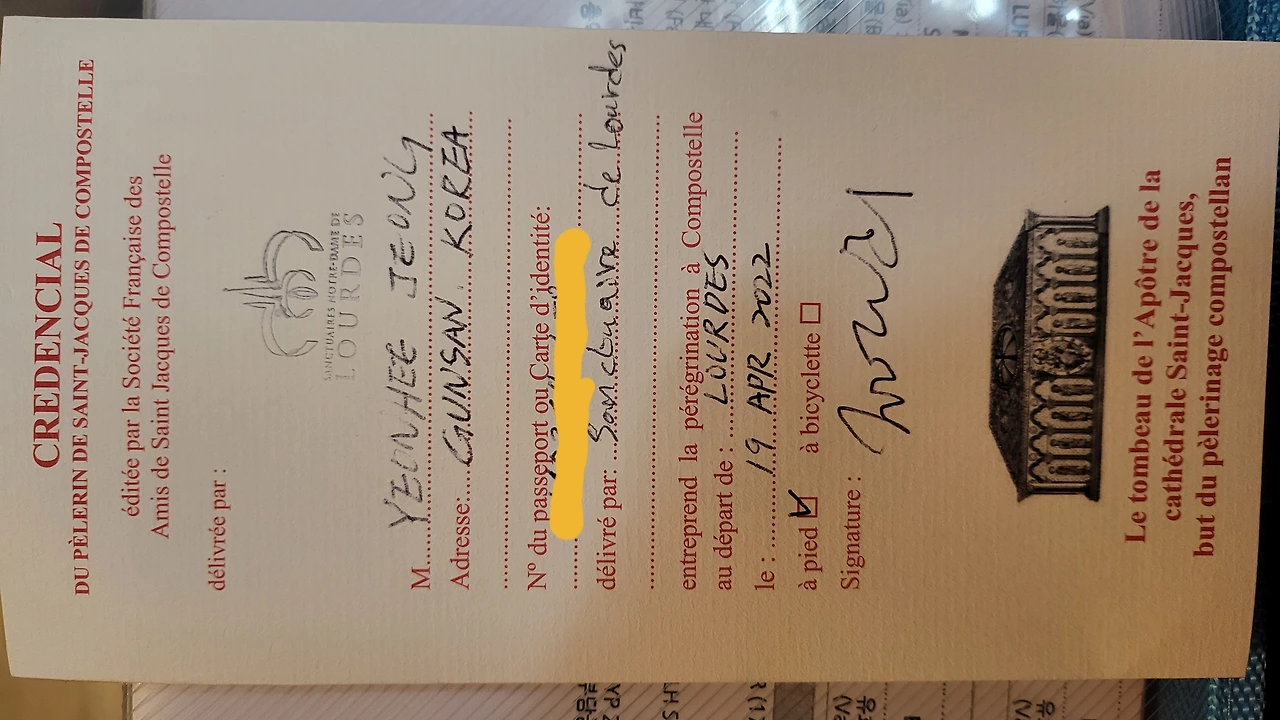 CREDENCIAL
DU PÈLERIN DE SAINT-JACQUES DE COMPOSTELLE
éditée par la Société Française des
Amis de Saint Jacques de Compostelle
délivrée par :
SANCTUAIRES NOTRE-DAME DE
LOURDES
M. YEONHEE JEONG
Adresse: GUNSAN. KOREA
N° du passeport ou Carte d'identité:
délivré par: Sanctuaire de Lourdes
entreprend la pérégrination à Compostelle
au départ de : LOURDES
le : 19 APR 2022
à pied ☑ à bicyclette ☐
Signature :
Le tombeau de l'Apôtre de la
cathédrale Saint-Jacques,
but du pèlerinage compostellan